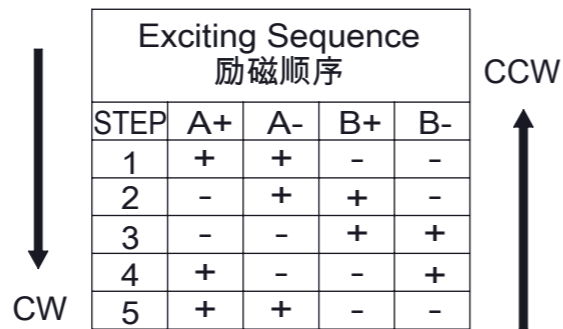 Exciting Sequence
励磁顺序
CCW
STEP A+ A- B+ B-
1 + + - -
2 - + + -
3 - - + +
4 + - - +
CW
5 + + - -